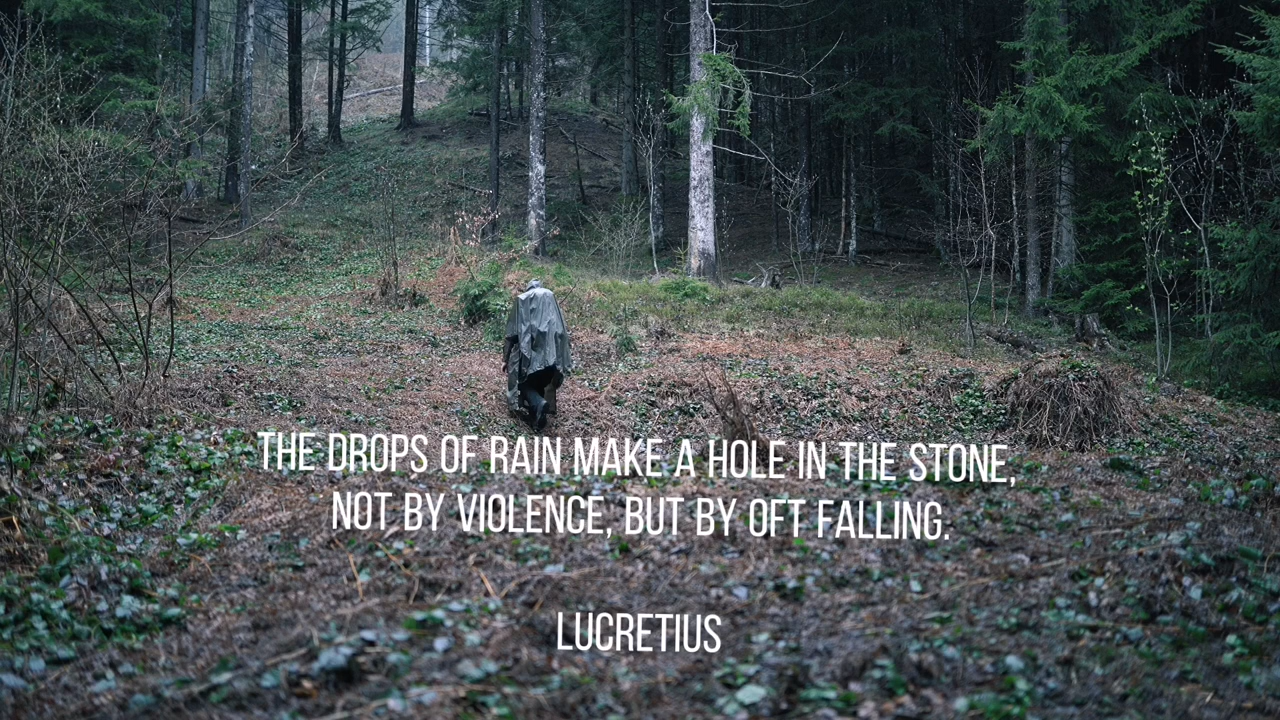 THE DROPS OF RAIN MAKE A HOLE IN THE STONE,
NOT BY VIOLENCE, BUT BY OFT FALLING.
LUCRETIUS